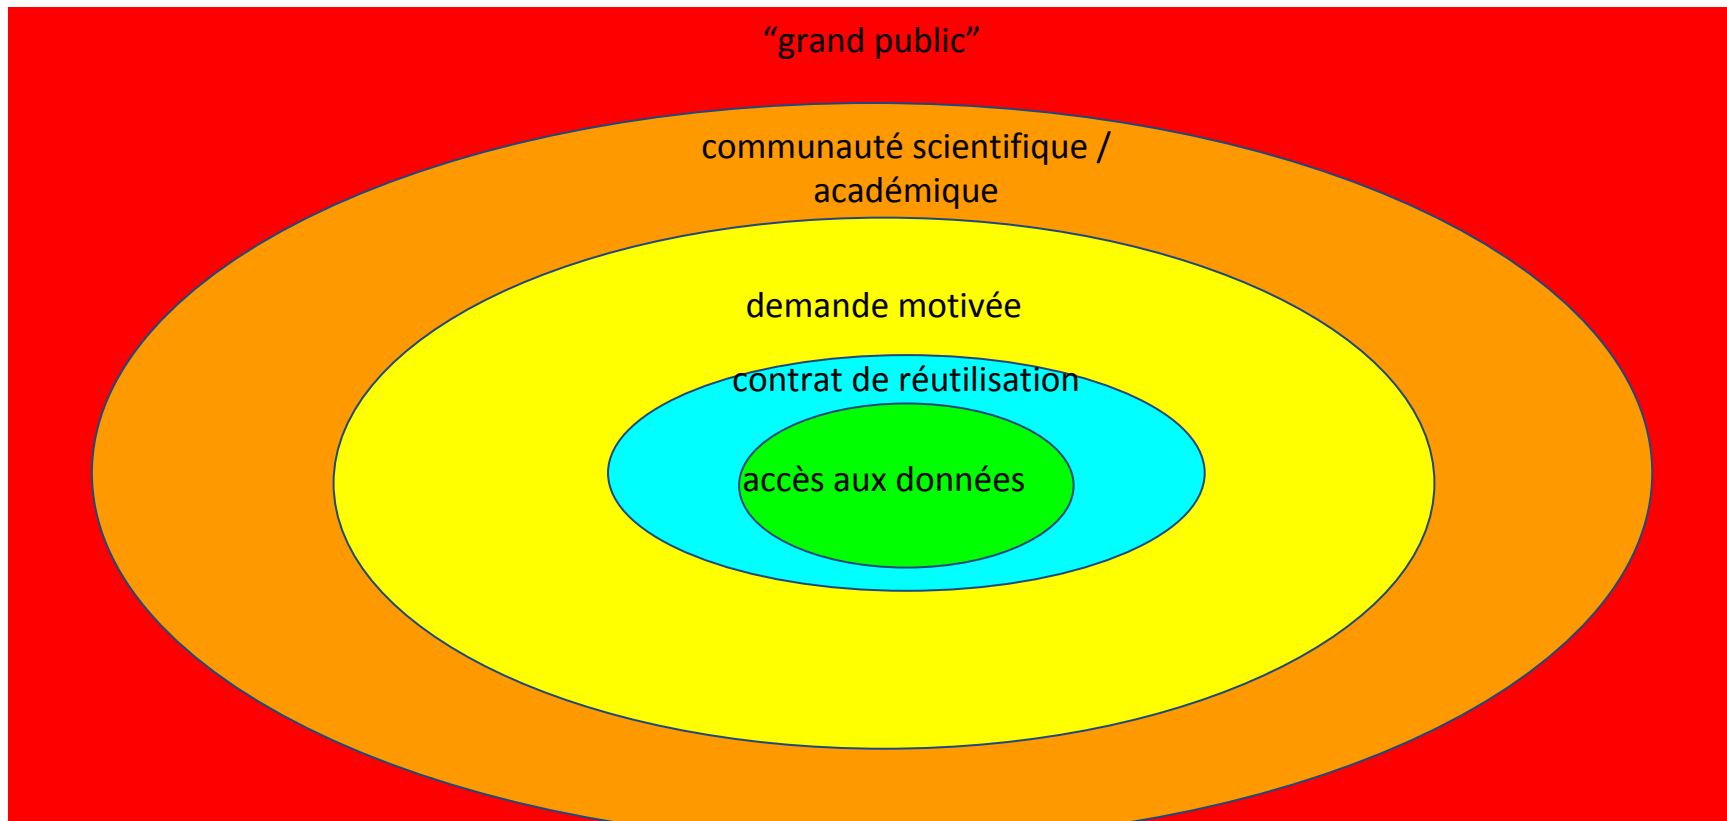 “grand public”
communauté scientifique /
académique
demande motivée
contrat de réutilisation
accès aux données